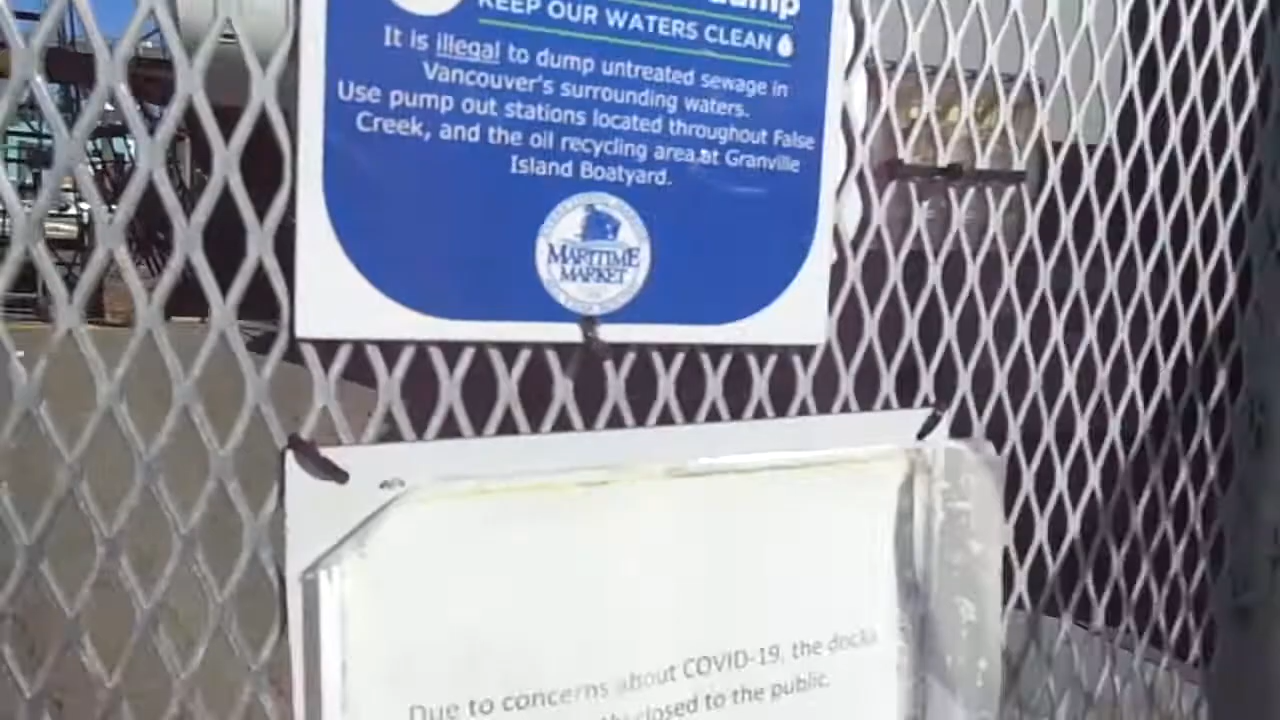 KEEP OUR WATERS CLEAN
It is illegal to dump untreated sewage in
Vancouver's surrounding waters.
Use pump out stations located throughout False
Creek, and the oil recycling area at Granville
Island Boatyard.
MARITIME
MARKET
Due to concerns about COVID-19, the docks
closed to the public.